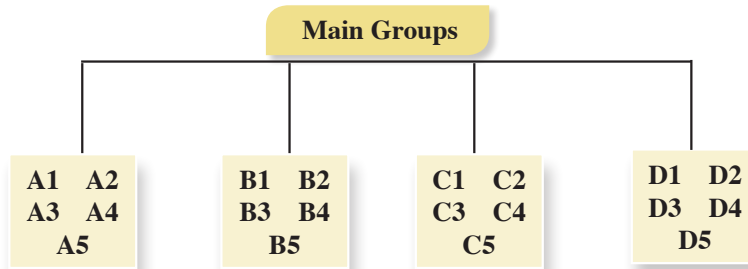 Main Groups
A1 A2
A3 A4
A5
B1 B2
B3 B4
B5
C1 C2
C3 C4
C5
D1 D2
D3 D4
D5